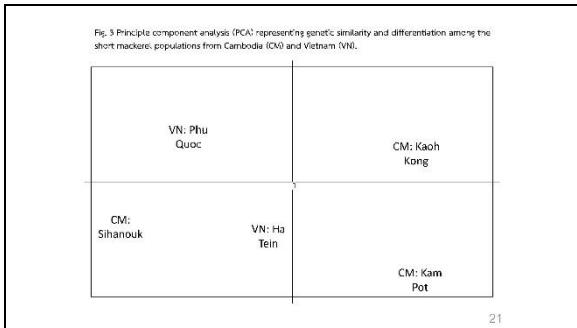 Fig. 3 Principle component analysis (PCA) representing genetic similarity and differentiation among the
short mackerel populations from Cambodia (CM) and Vietnam (VN).
VN: Phu
Quoc
CM: Kaoh
Kong
CM:
Sihanouk
VN: Ha
Tein
CM: Kam
Pot
21